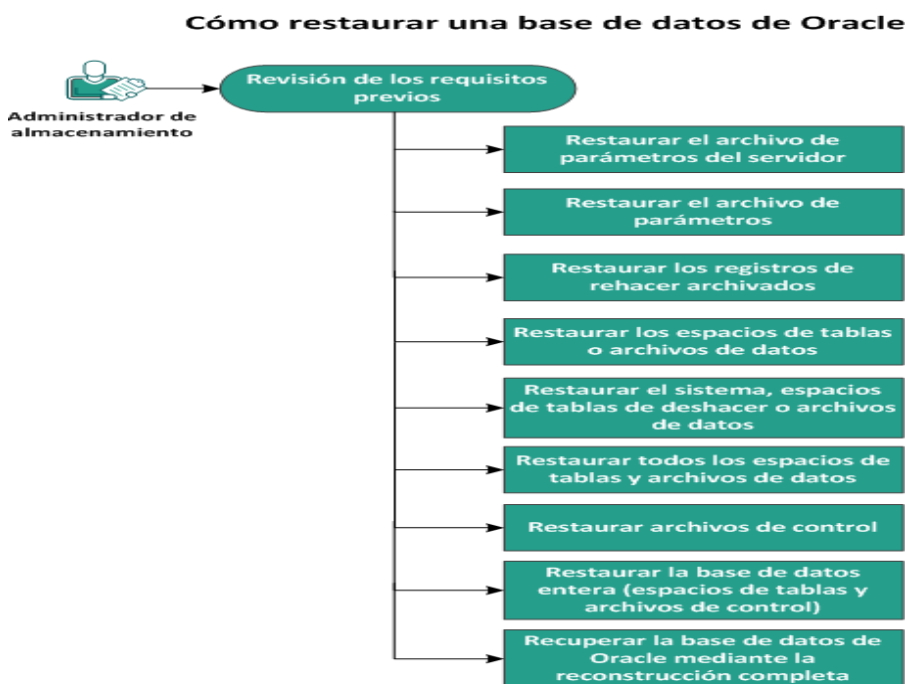 Cómo restaurar una base de datos de Oracle
Administrador de
almacenamiento
Revisión de los requisitos
previos
Restaurar el archivo de
parámetros del servidor
Restaurar el archivo de
parámetros
Restaurar los registros de
rehacer archivados
Restaurar los espacios de tablas
o archivos de datos
Restaurar el sistema, espacios
de tablas de deshacer o archivos
de datos
Restaurar todos los espacios de
tablas y archivos de datos
Restaurar archivos de control
Restaurar la base de datos
entera (espacios de tablas y
archivos de control)
Recuperar la base de datos de
Oracle mediante la
reconstrucción completa